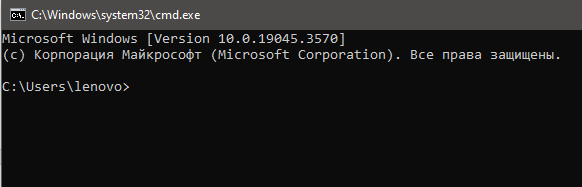 C:\Windows\system32\cmd.exe
Microsoft Windows [Version 10.0.19045.3570]
(c) Корпорация Майкрософт (Microsoft Corporation). Все права защищены.
C:\Users\lenovo>